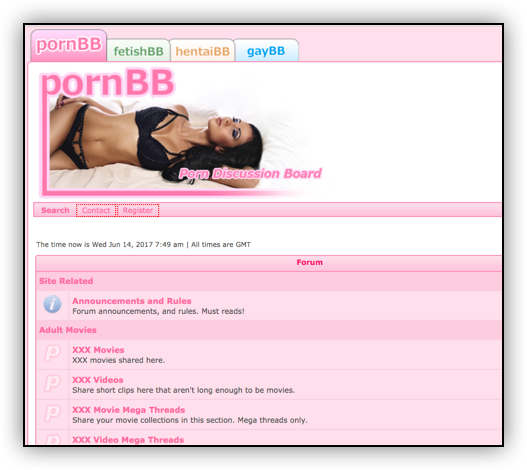 pornBB
fetishBB
hentaiBB
gayBB
pornBB
Porn Discussion Board
Search
Contact
Register
The time now is Wed Jun 14, 2017 7:49 am | All times are GMT
Forum
Site Related
i
Announcements and Rules
Forum announcements, and rules. Must reads!
Adult Movies
P
XXX Movies
XXX movies shared here.
P
XXX Videos
Share short clips here that aren't long enough to be movies.
P
XXX Movie Mega Threads
Share your movie collections in this section. Mega threads only.
P
XXX Video Mega Threads